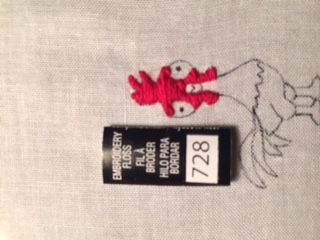 EMBROIDERY
FLOSS
FIL À
BRODER
HILO PARA
BORDAR
728